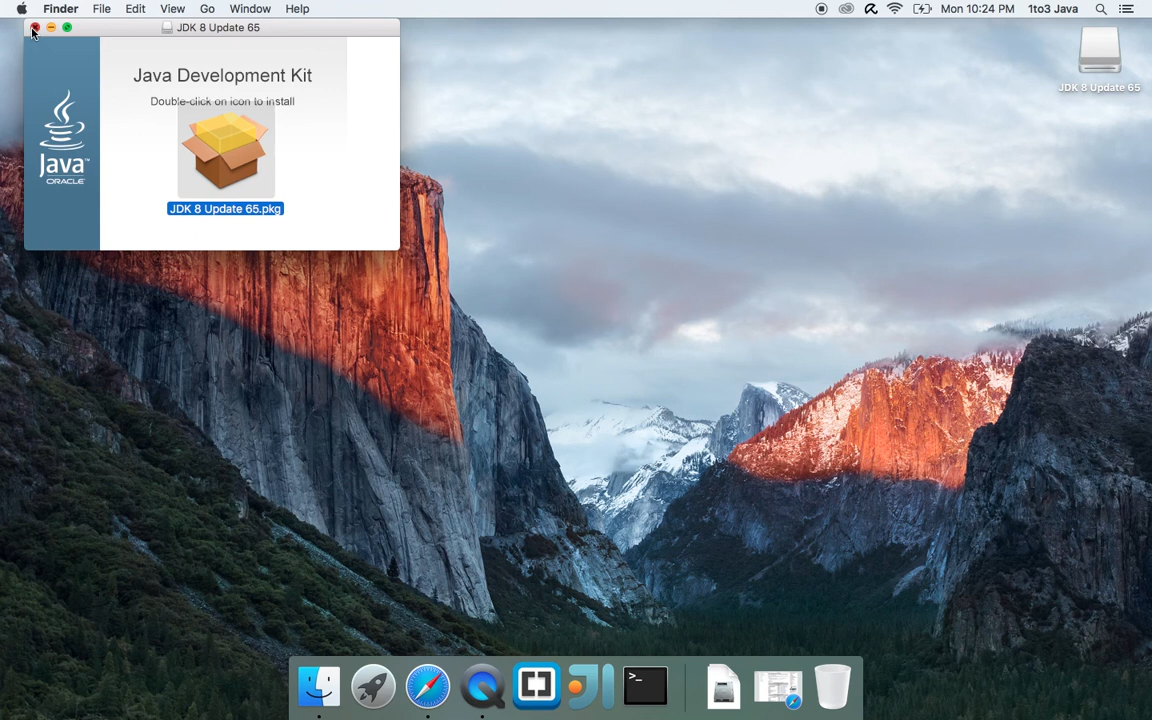 Finder File Edit View Go Window Help Mon 10:24 PM 1to3 Java
JDK 8 Update 65
Java Development Kit
Double-click on icon to install
Java™
ORACLE
JDK 8 Update 65.pkg
JDK 8 Update 65
>_